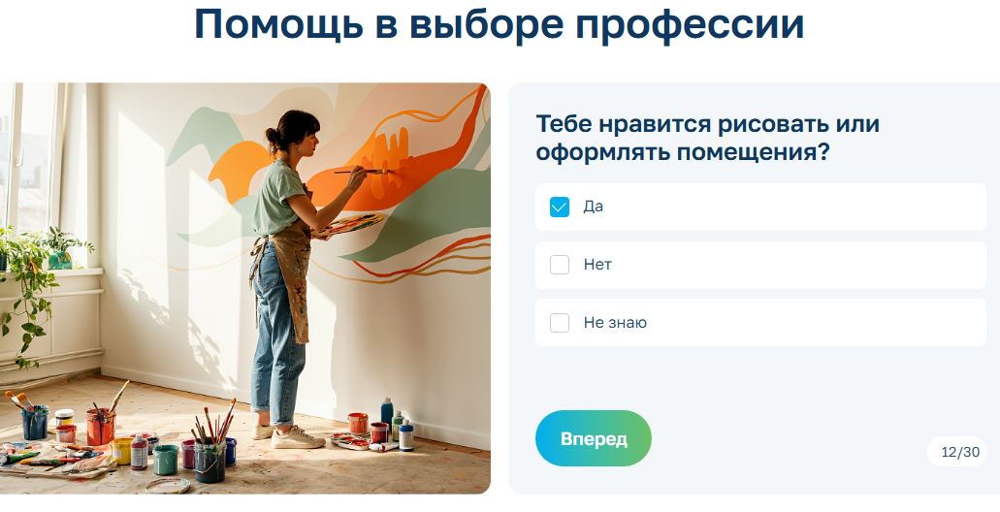 Помощь в выборе профессии
Тебе нравится рисовать или
оформлять помещения?
Да
Нет
Не знаю
Вперед
12/30